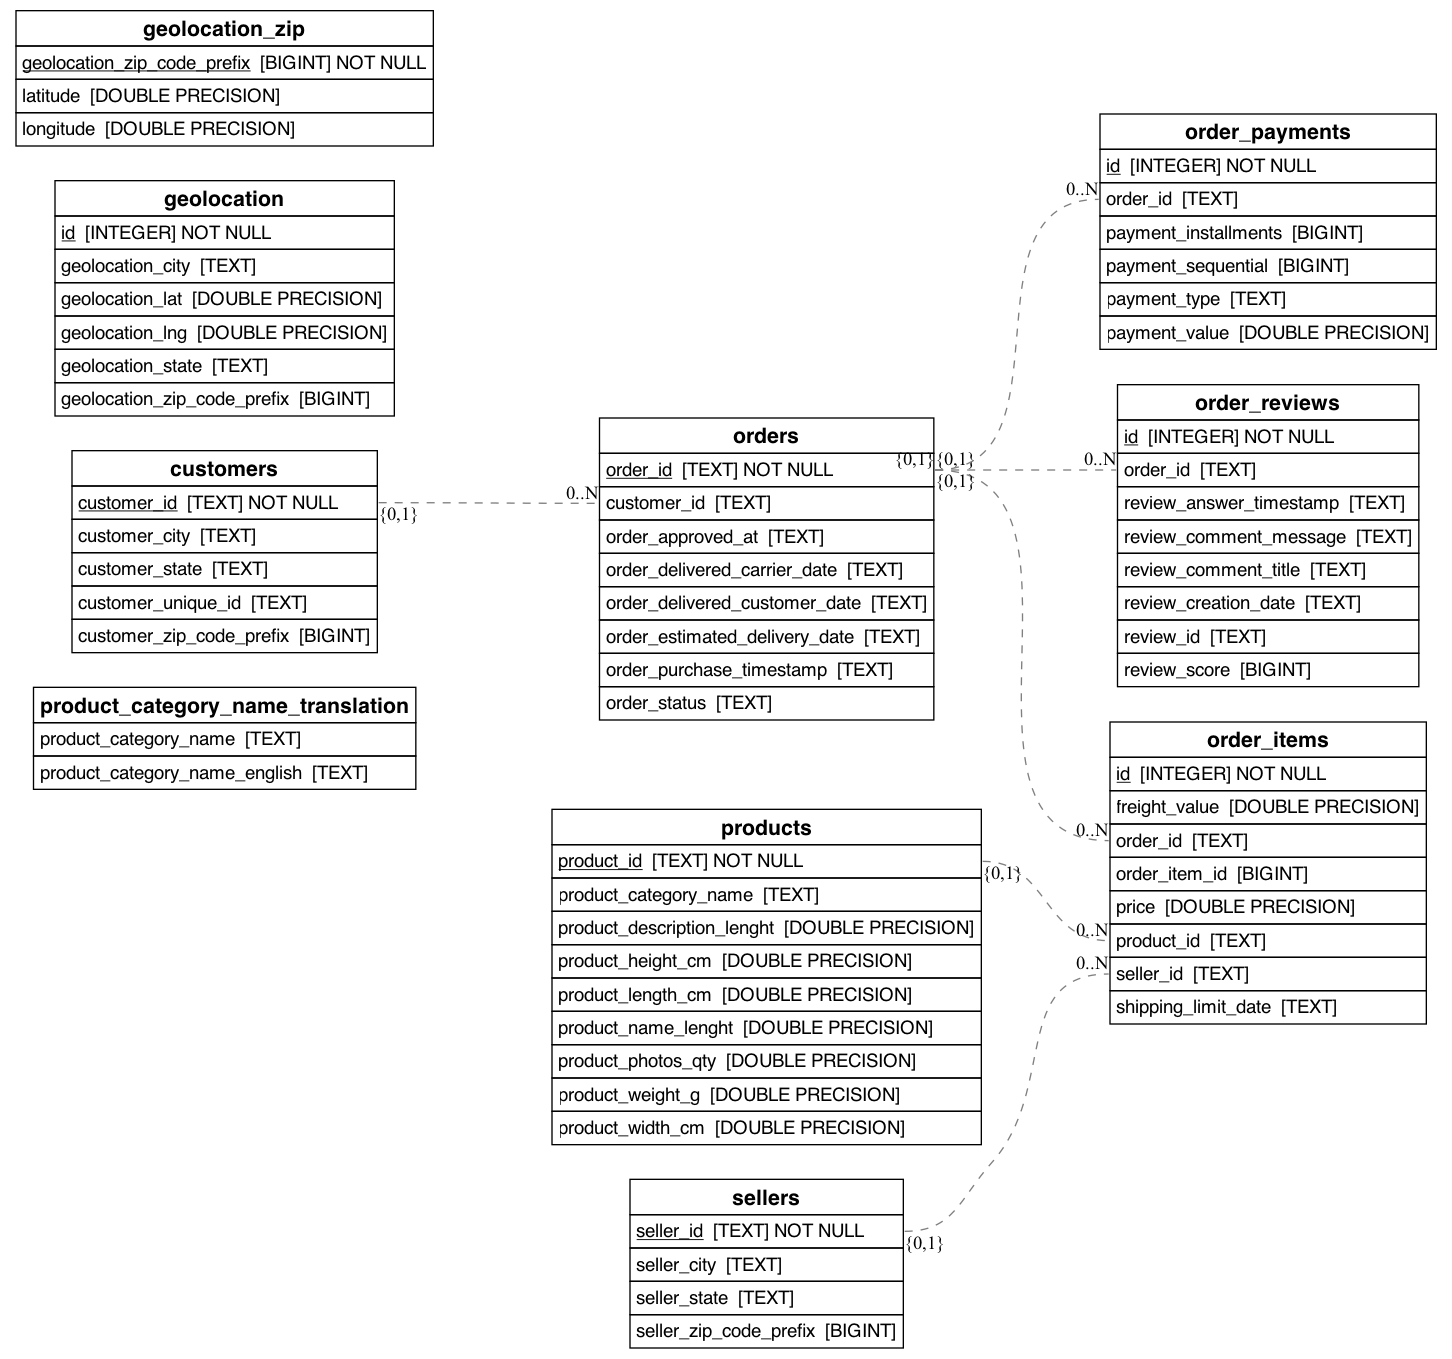 geolocation_zip
geolocation_zip_code_prefix [BIGINT] NOT NULL
latitude [DOUBLE PRECISION]
longitude [DOUBLE PRECISION]
geolocation
id [INTEGER] NOT NULL
geolocation_city [TEXT]
geolocation_lat [DOUBLE PRECISION]
geolocation_lng [DOUBLE PRECISION]
geolocation_state [TEXT]
geolocation_zip_code_prefix [BIGINT]
customers
customer_id [TEXT] NOT NULL
customer_city [TEXT]
customer_state [TEXT]
customer_unique_id [TEXT]
customer_zip_code_prefix [BIGINT]
{0,1}
0..N
product_category_name_translation
product_category_name [TEXT]
product_category_name_english [TEXT]
orders
order_id [TEXT] NOT NULL
customer_id [TEXT]
order_approved_at [TEXT]
order_delivered_carrier_date [TEXT]
order_delivered_customer_date [TEXT]
order_estimated_delivery_date [TEXT]
order_purchase_timestamp [TEXT]
order_status [TEXT]
{0,1}
{0,1}
{0,1}
products
product_id [TEXT] NOT NULL
product_category_name [TEXT]
product_description_lenght [DOUBLE PRECISION]
product_height_cm [DOUBLE PRECISION]
product_length_cm [DOUBLE PRECISION]
product_name_lenght [DOUBLE PRECISION]
product_photos_qty [DOUBLE PRECISION]
product_weight_g [DOUBLE PRECISION]
product_width_cm [DOUBLE PRECISION]
{0,1}
sellers
seller_id [TEXT] NOT NULL
seller_city [TEXT]
seller_state [TEXT]
seller_zip_code_prefix [BIGINT]
{0,1}
order_payments
id [INTEGER] NOT NULL
0..N
order_id [TEXT]
payment_installments [BIGINT]
payment_sequential [BIGINT]
payment_type [TEXT]
payment_value [DOUBLE PRECISION]
order_reviews
id [INTEGER] NOT NULL
0..N
order_id [TEXT]
review_answer_timestamp [TEXT]
review_comment_message [TEXT]
review_comment_title [TEXT]
review_creation_date [TEXT]
review_id [TEXT]
review_score [BIGINT]
order_items
id [INTEGER] NOT NULL
freight_value [DOUBLE PRECISION]
0..N
order_id [TEXT]
order_item_id [BIGINT]
price [DOUBLE PRECISION]
0..N
product_id [TEXT]
0..N
seller_id [TEXT]
shipping_limit_date [TEXT]